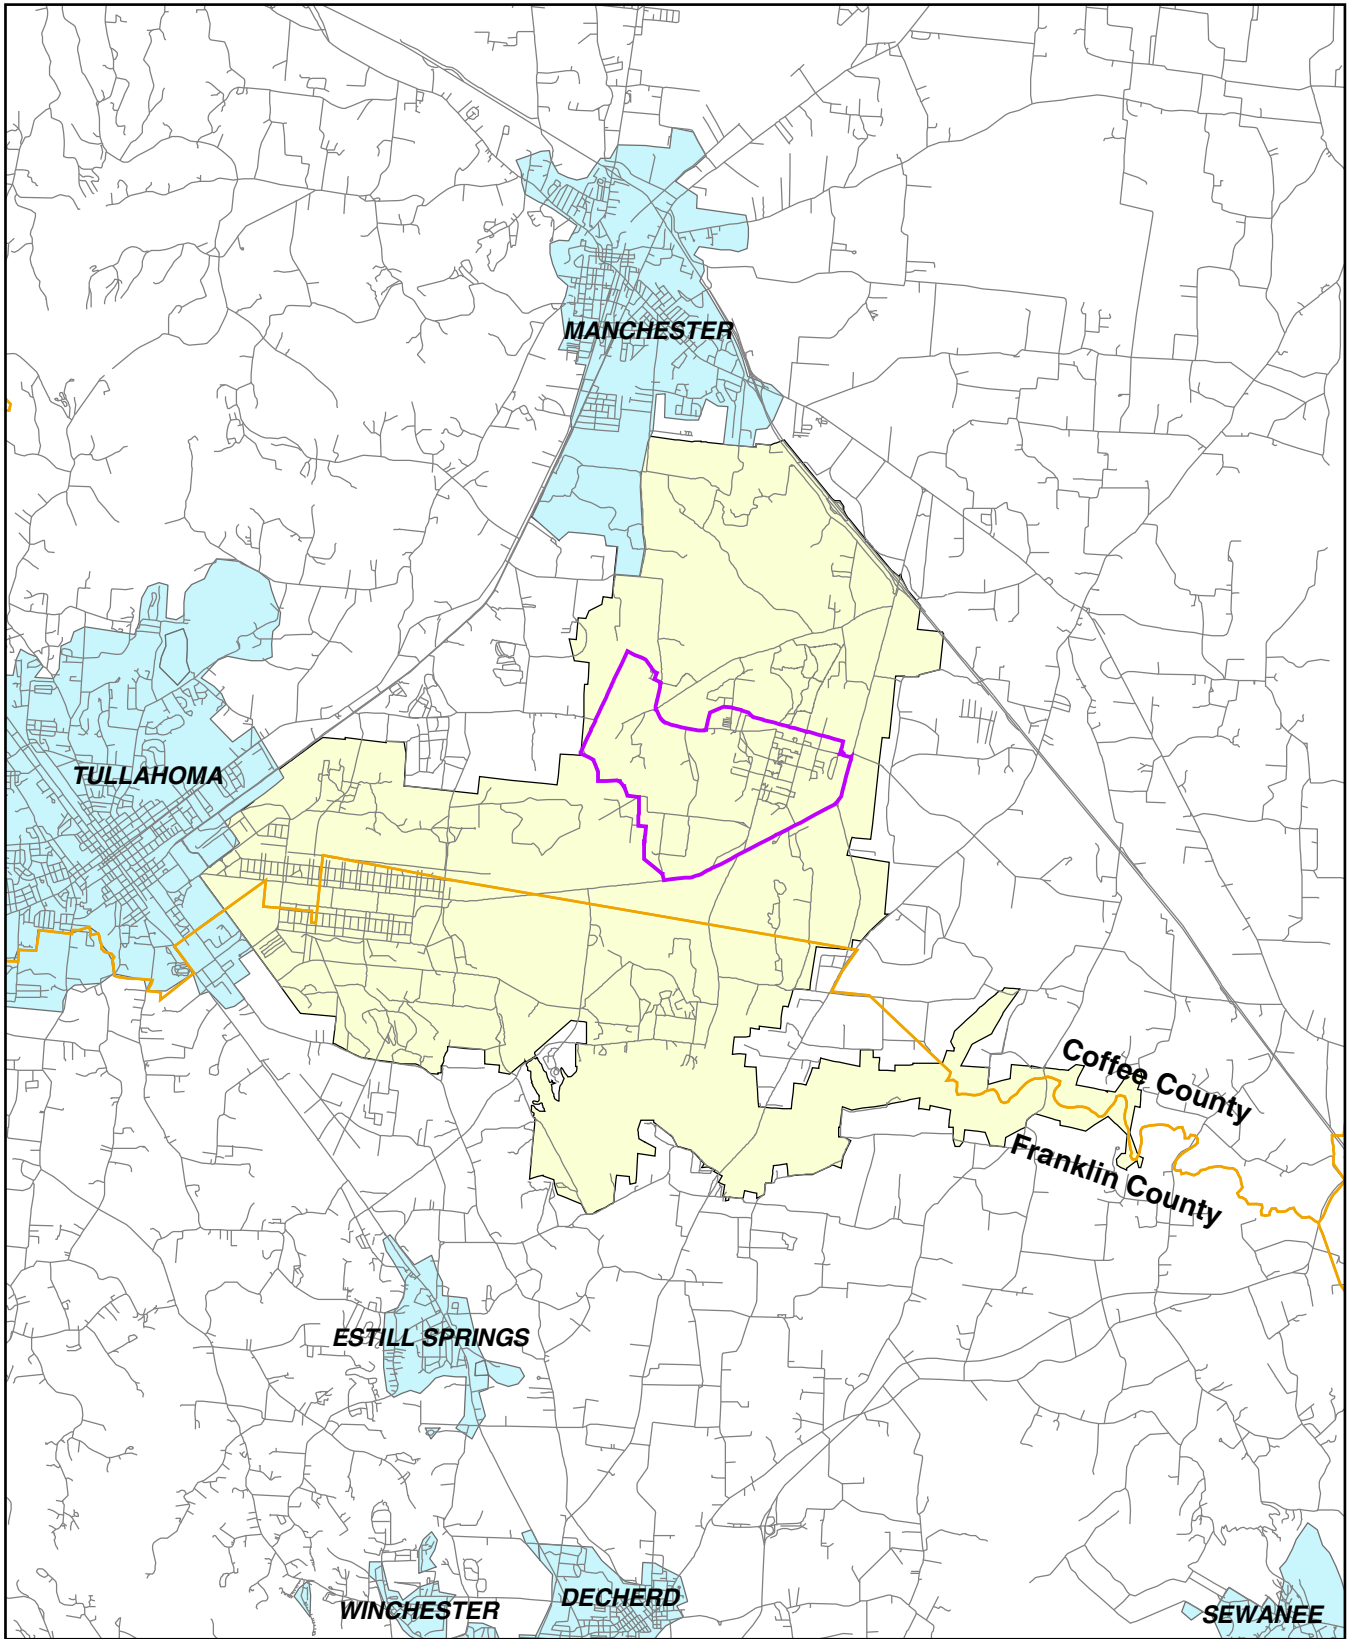 MANCHESTER
TULLAHOMA
Coffee County
Franklin County
ESTILL SPRINGS
WINCHESTER
DECHERD
SEWANEE